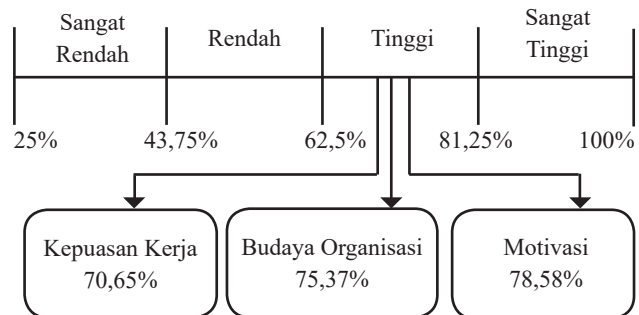 Sangat
Rendah
Rendah
Tinggi
Sangat
Tinggi
25%
43,75%
62,5%
81,25%
100%
Kepuasan Kerja
70,65%
Budaya Organisasi
75,37%
Motivasi
78,58%